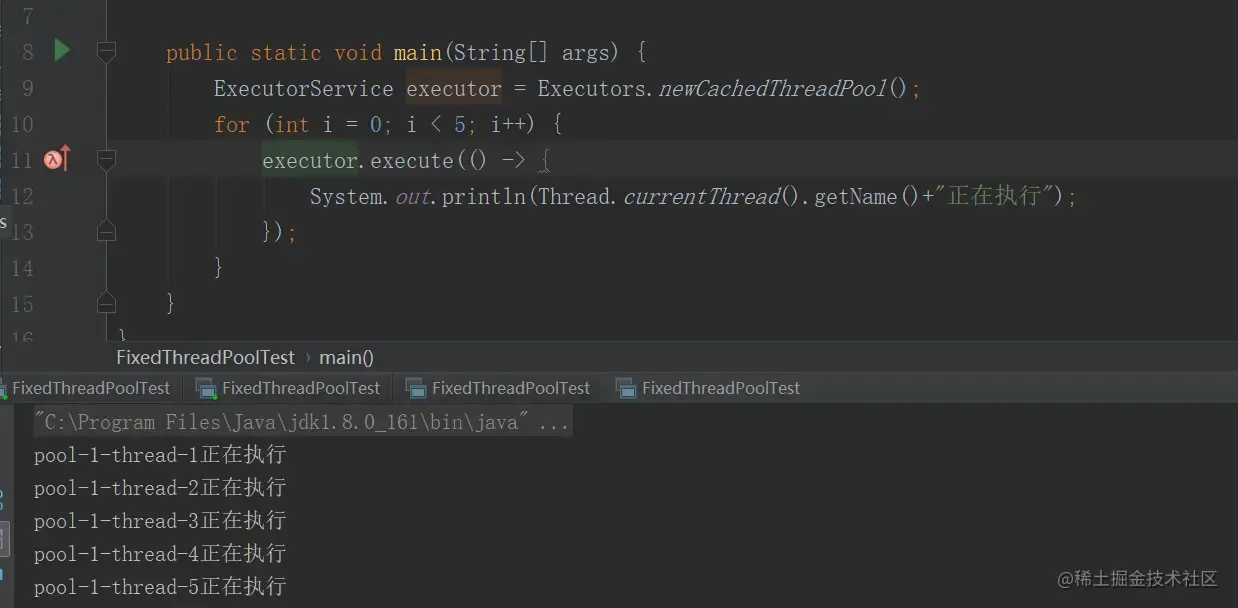 7
8 public static void main(String[] args) {
9 ExecutorService executor = Executors.newCachedThreadPool();
10 for (int i = 0; i < 5; i++) {
11 executor.execute(() -> {
12 System.out.println(Thread.currentThread().getName()+"正在执行");
13 });
14 }
15 }
16 }
FixedThreadPoolTest › main()
FixedThreadPoolTest FixedThreadPoolTest FixedThreadPoolTest FixedThreadPoolTest
"C:\Program Files\Java\jdk1.8.0_161\bin\java" ...
pool-1-thread-1正在执行
pool-1-thread-2正在执行
pool-1-thread-3正在执行
pool-1-thread-4正在执行
pool-1-thread-5正在执行
@稀土掘金技术社区